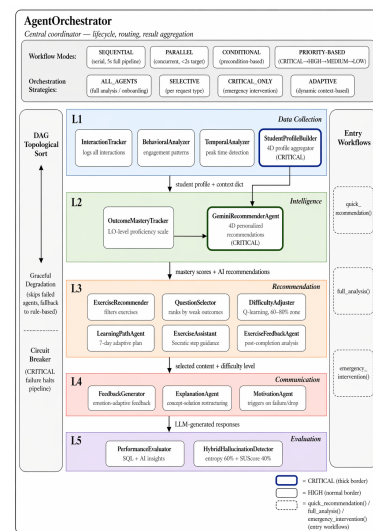 AgentOrchestrator
Central coordinator — lifecycle, routing, result aggregation
Workflow Modes:
SEQUENTIAL
(serial, 5s full pipeline)
PARALLEL
(concurrent, <2s target)
CONDITIONAL
(precondition-based)
PRIORITY-BASED
(CRITICAL→HIGH→MEDIUM→LOW)
Orchestration
Strategies:
ALL_AGENTS
(full analysis / onboarding)
SELECTIVE
(per request type)
CRITICAL_ONLY
(emergency intervention)
ADAPTIVE
(dynamic context-based)
DAG
Topological
Sort
Graceful
Degradation
(skips failed
agents, fallback
to rule-based)
Circuit
Breaker
(CRITICAL
failure halts
pipeline)
L1
Data Collection
InteractionTracker
logs all interactions
BehavioralAnalyzer
engagement patterns
TemporalAnalyzer
peak time detection
StudentProfileBuilder
4D profile aggregator
(CRITICAL)
student profile + context dict
L2
Intelligence
OutcomeMasteryTracker
LO-level proficiency scale
GeminiRecommenderAgent
4D personalized
recommendations
(CRITICAL)
mastery scores + AI recommendations
L3
Recommendation
ExerciseRecommender
filters exercises
QuestionSelector
ranks by weak outcomes
DifficultyAdjuster
Q-learning, 60–80% zone
LearningPathAgent
7-day adaptive plan
ExerciseAssistant
Socratic step guidance
ExerciseFeedbackAgent
post-completion analysis
selected content + difficulty level
L4
Communication
FeedbackGenerator
emotion-adaptive feedback
ExplanationAgent
concept-solution restructuring
MotivationAgent
triggers on failure/drop
LLM-generated responses
L5
Evaluation
PerformanceEvaluator
SQL + AI insights
HybridHallucinationDetector
entropy 60% + SUScore 40%
Entry
Workflows
quick_
recommendation()
full_analysis()
emergency_
intervention()
= CRITICAL (thick border)
= HIGH (normal border)
= quick_recommendation() /
full_analysis() /
emergency_intervention()
(entry workflows)